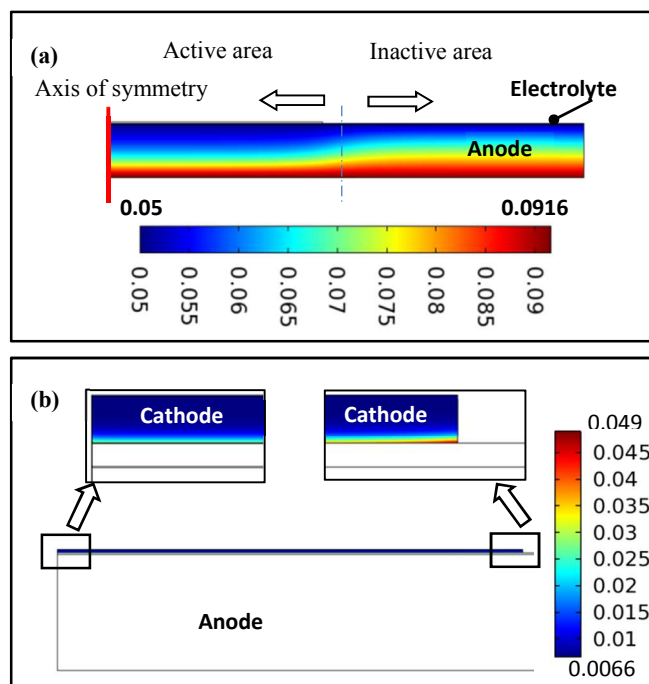 (a)
Active area
Inactive area
Axis of symmetry
Electrolyte
Anode
0.05
0.0916
0.05
0.055
0.06
0.065
0.07
0.075
0.08
0.085
0.09
(b)
Cathode
Cathode
0.049
0.045
0.04
0.035
0.03
0.025
0.02
0.015
0.01
0.0066
Anode